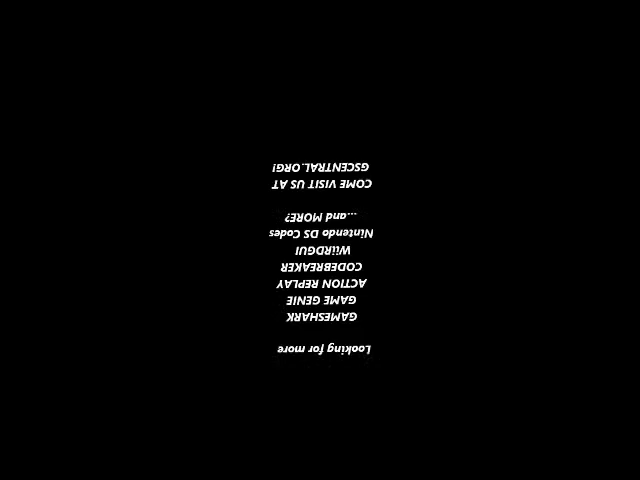 Looking for more
GAMESHARK
GAME GENIE
ACTION REPLAY
CODEBREAKER
WiiRDGUI
Nintendo DS Codes
...and MORE?
COME VISIT US AT
GSCENTRAL.ORG!